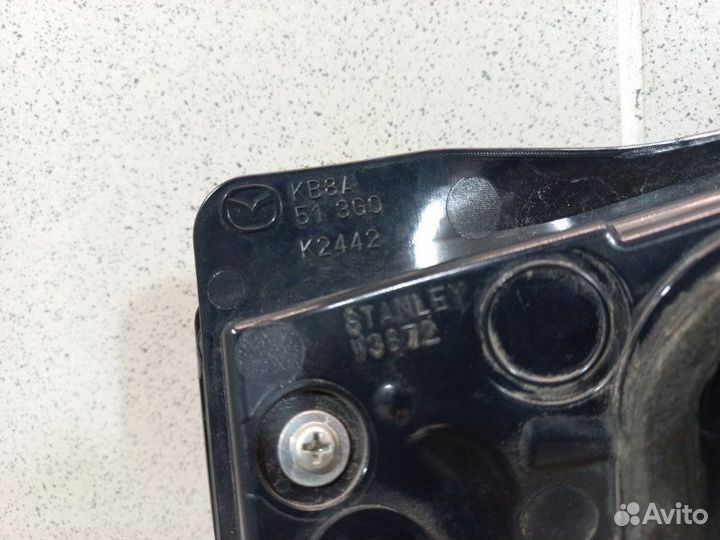 KB8A
51 3G0
K2442
STANLEY
W3872
Avito